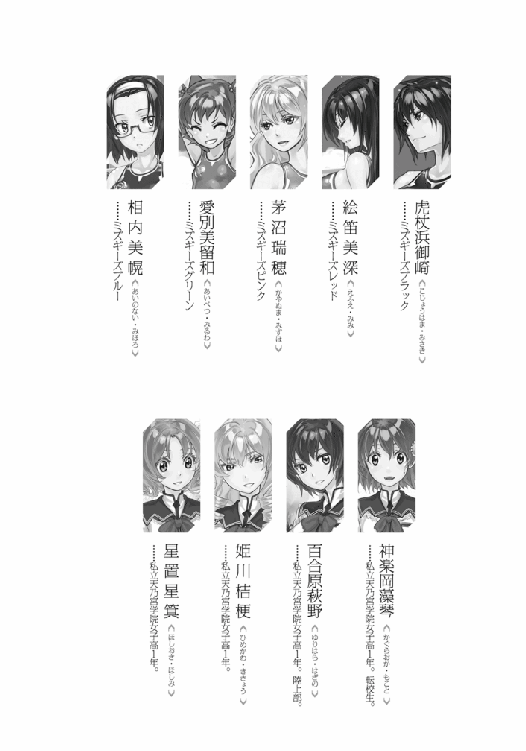 虎杖浜御崎《こじょうはま・みさき》
……ミズギーズブラック
絵笛美深《えふえ・みみ》
……ミズギーズレッド
茅沼瑞穂《かやぬま・みずほ》
……ミズギーズピンク
愛別美留和《あいべつ・みるわ》
……ミズギーズグリーン
相内美幌《あいのない・みほろ》
……ミズギーズブルー
神楽岡藻琴《かぐらおか・もこと》
……私立天乃宮学院女子高1年。転校生。
百合原萩野《ゆりはら・はぎの》
……私立天乃宮学院女子高1年。陸上部。
姫川桔梗《ひめかわ・ききょう》
……私立天乃宮学院女子高1年。
星置星箕《ほしおき・ほしみ》
……私立天乃宮学院女子高1年。